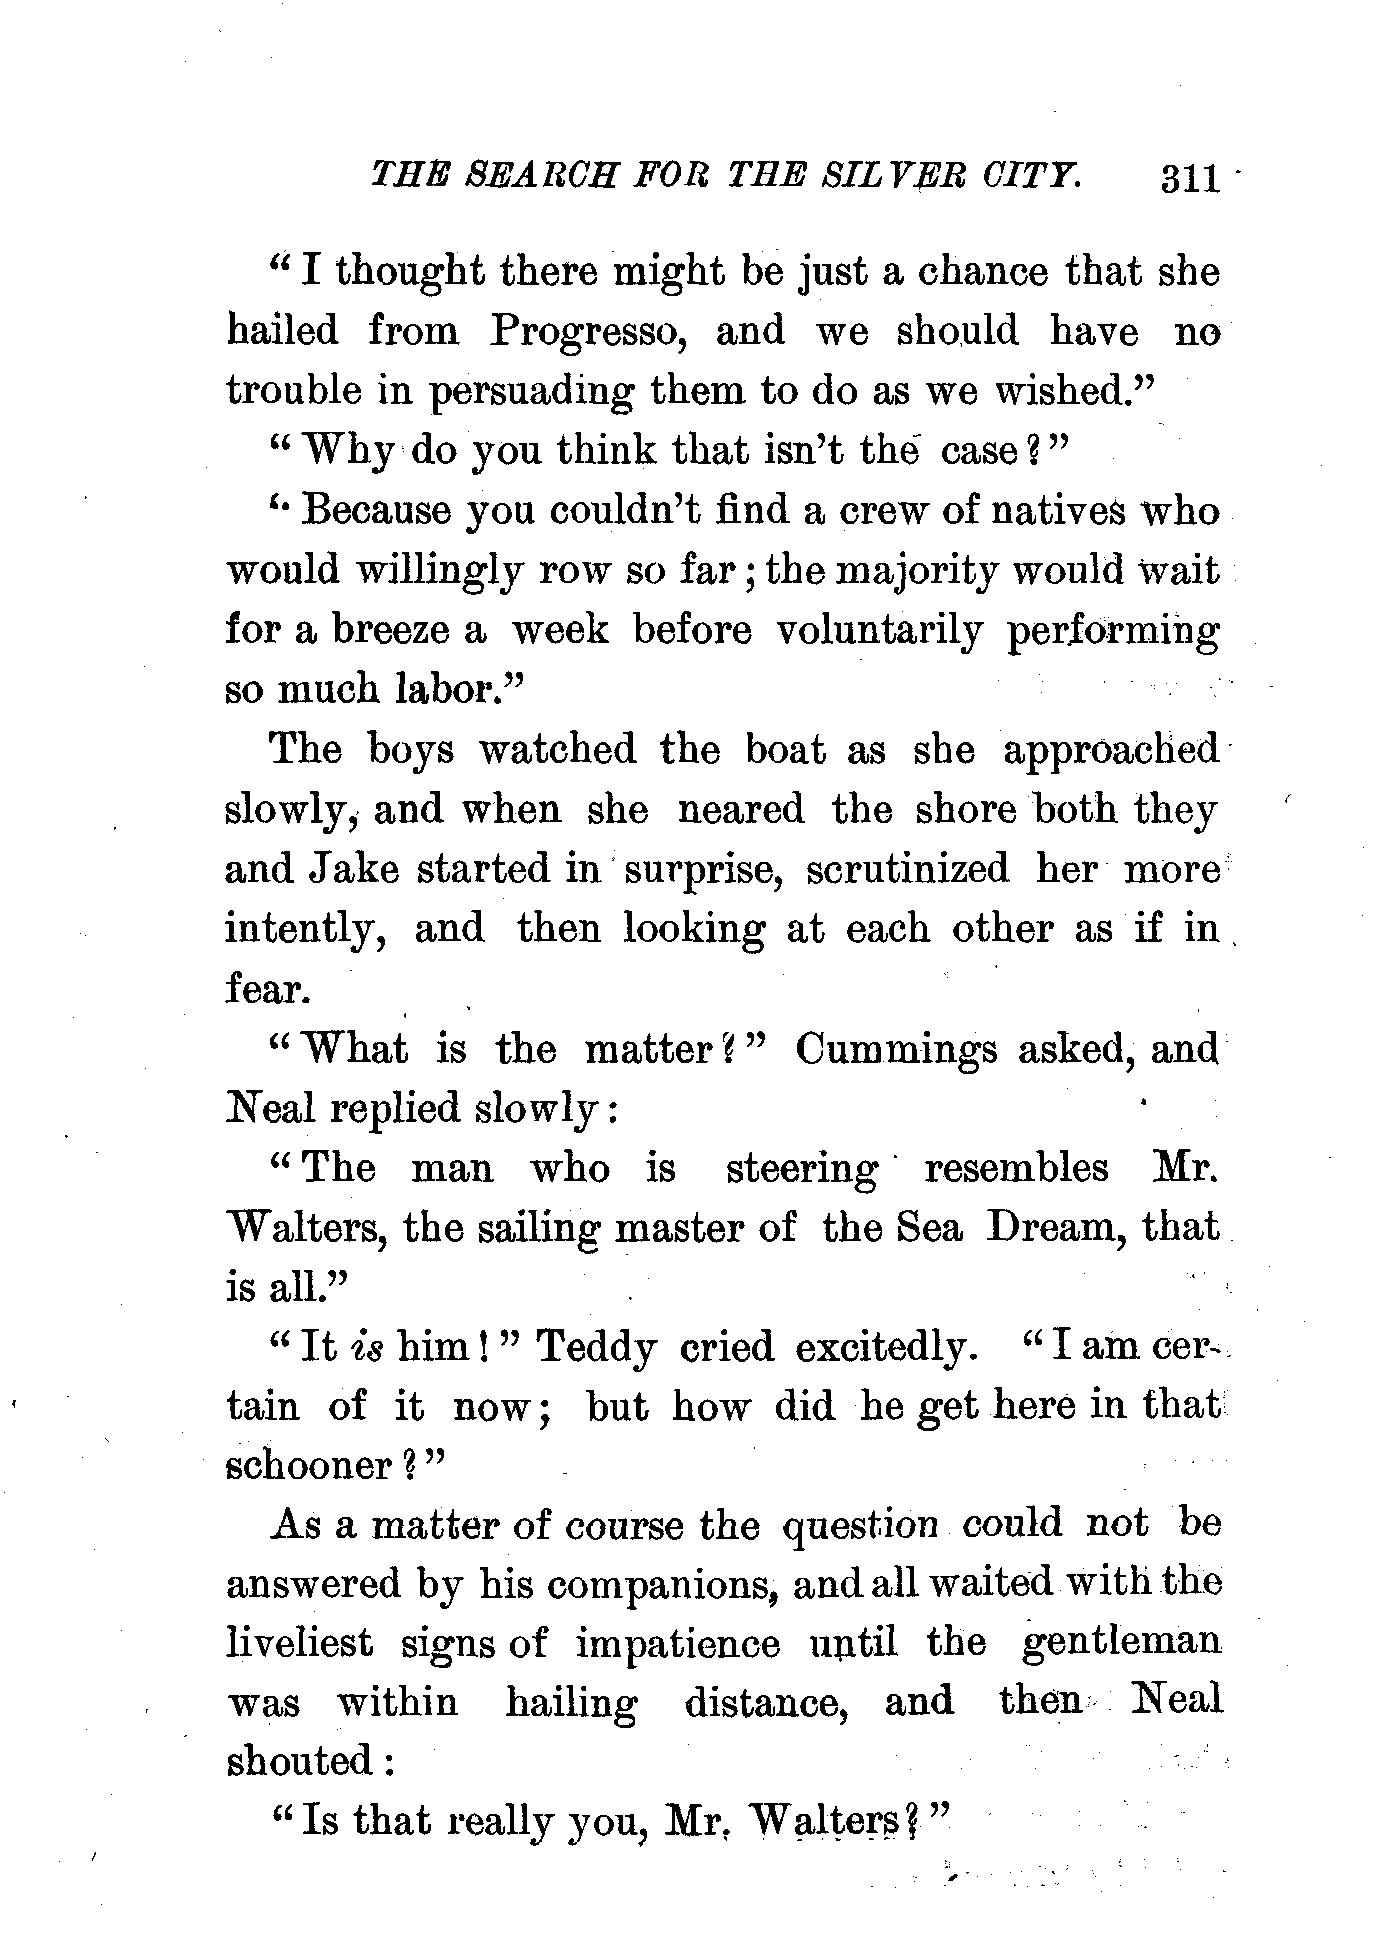 THE SEARCH FOR THE SILVER CITY. 311
"I thought there might be just a chance that she
hailed from Progresso, and we should have no
trouble in persuading them to do as we wished."
"Why do you think that isn't the case?"
"Because you couldn't find a crew of natives who
would willingly row so far; the majority would wait
for a breeze a week before voluntarily performing
so much labor."
The boys watched the boat as she approached
slowly, and when she neared the shore both they
and Jake started in surprise, scrutinized her more
intently, and then looking at each other as if in
fear.
"What is the matter?" Cummings asked, and
Neal replied slowly:
"The man who is steering resembles Mr.
Walters, the sailing master of the Sea Dream, that
is all."
"It is him!" Teddy cried excitedly. "I am cer-
tain of it now; but how did he get here in that
schooner?"
As a matter of course the question could not be
answered by his companions, and all waited with the
liveliest signs of impatience until the gentleman
was within hailing distance, and then Neal
shouted:
"Is that really you, Mr. Walters?"